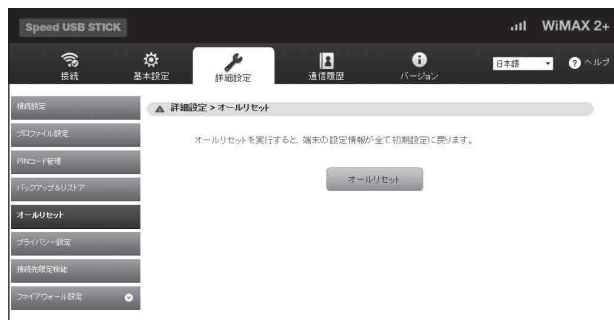 Speed USB STICK
WiMAX 2+
接続
基本設定
詳細設定
通信履歴
バージョン
日本語
ヘルプ
接続設定
プロファイル設定
PINコード管理
バックアップ&リストア
オールリセット
プライバシー設定
接続先限定機能
ファイアウォール設定
詳細設定 > オールリセット
オールリセットを実行すると、端末の設定情報が全て初期設定に戻ります。
オールリセット